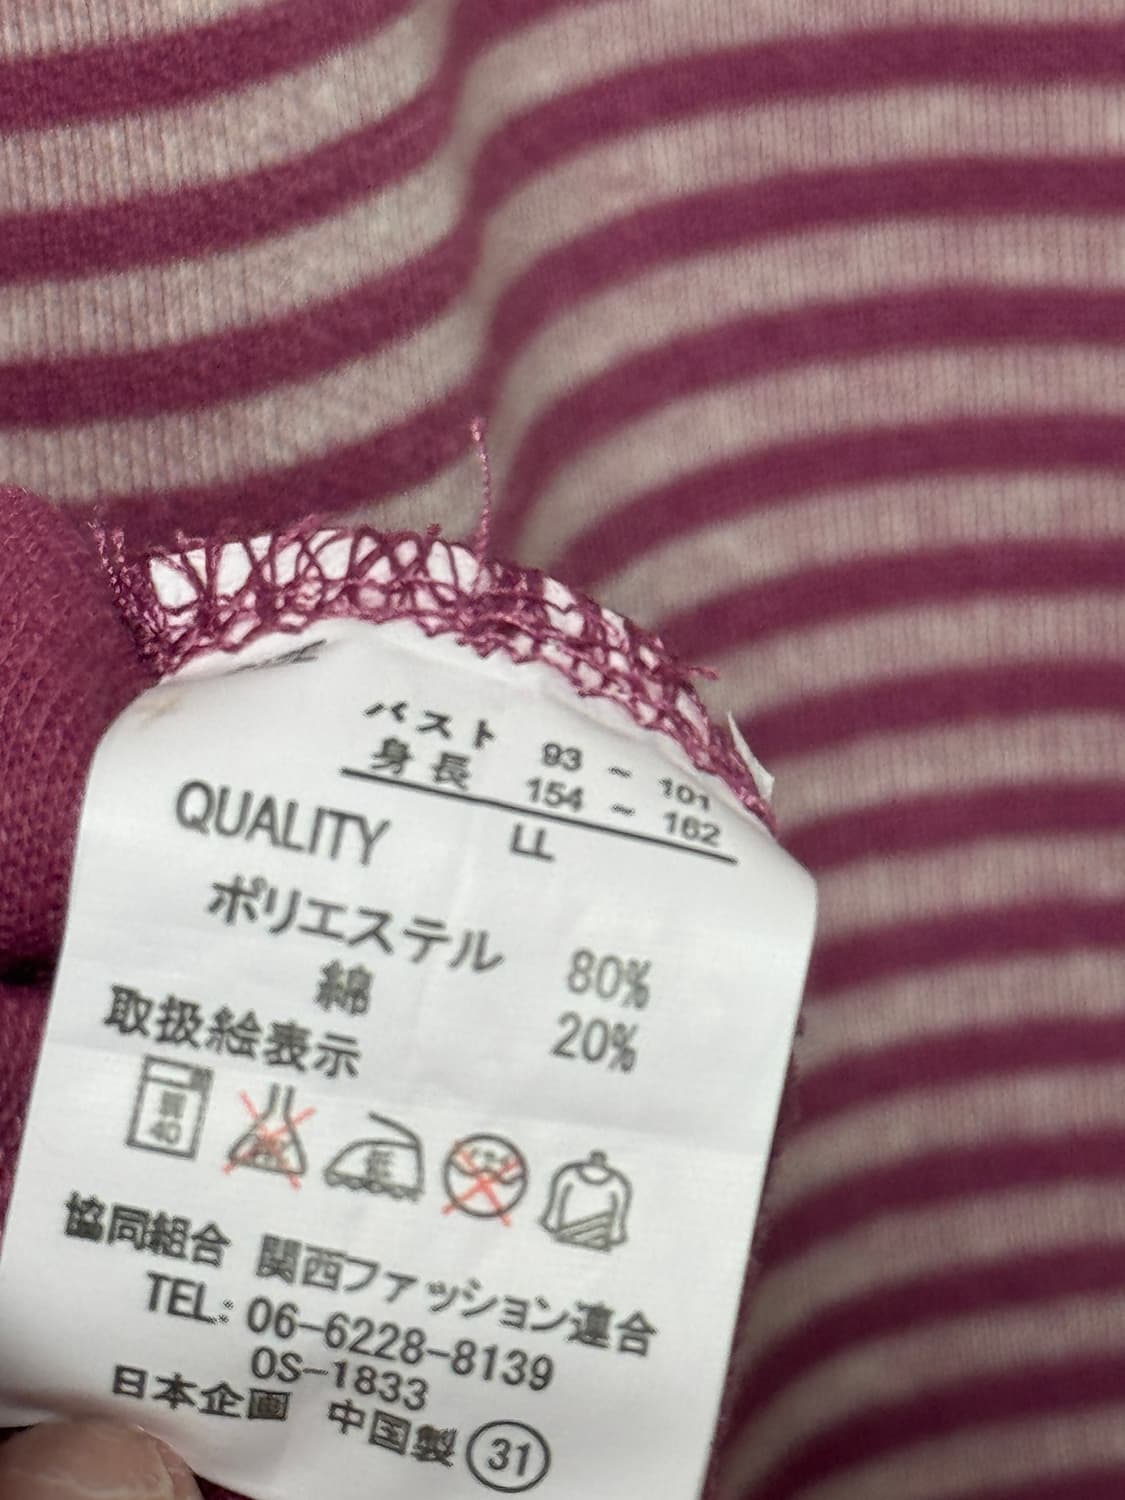 バスト 93 ~ 101
身長 154 ~ 162
LL
QUALITY
ポリエステル 80%
綿 20%
取扱絵表示
40
協同組合 関西ファッション連合
TEL: 06-6228-8139
OS-1833
日本企画 中国製 31